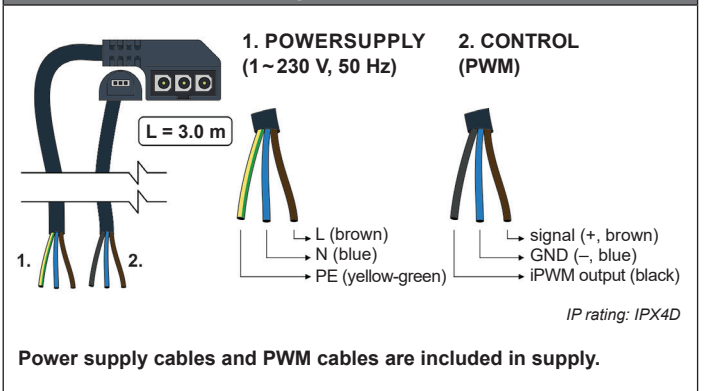 1. POWERSUPPLY
(1~230 V, 50 Hz)
2. CONTROL
(PWM)
L = 3.0 m
L (brown)
N (blue)
PE (yellow-green)
signal (+, brown)
GND (–, blue)
iPWM output (black)
1.
2.
IP rating: IPX4D
Power supply cables and PWM cables are included in supply.